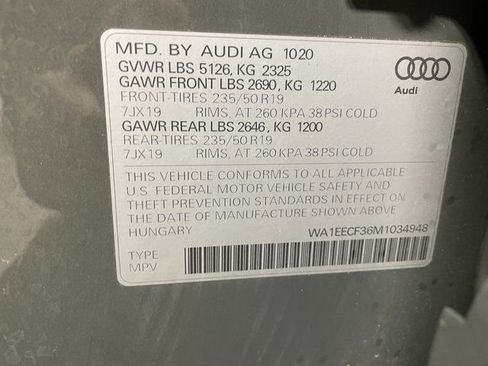 MFD. BY AUDI AG 1020
GVWR LBS 5126, KG 2325
GAWR FRONT LBS 2690, KG 1220
FRONT-TIRES 235/50 R19
7JX19 RIMS, AT 260 KPA 38 PSI COLD
GAWR REAR LBS 2646, KG 1200
REAR-TIRES 235/50 R19
7JX19 RIMS, AT 260 KPA 38 PSI COLD
THIS VEHICLE CONFORMS TO ALL APPLICABLE
U.S. FEDERAL MOTOR VEHICLE SAFETY AND
THEFT PREVENTION STANDARDS IN EFFECT ON
THE DATE OF MANUFACTURE SHOWN ABOVE
HUNGARY WA1EECF36M1034948
TYPE
MPV
Audi